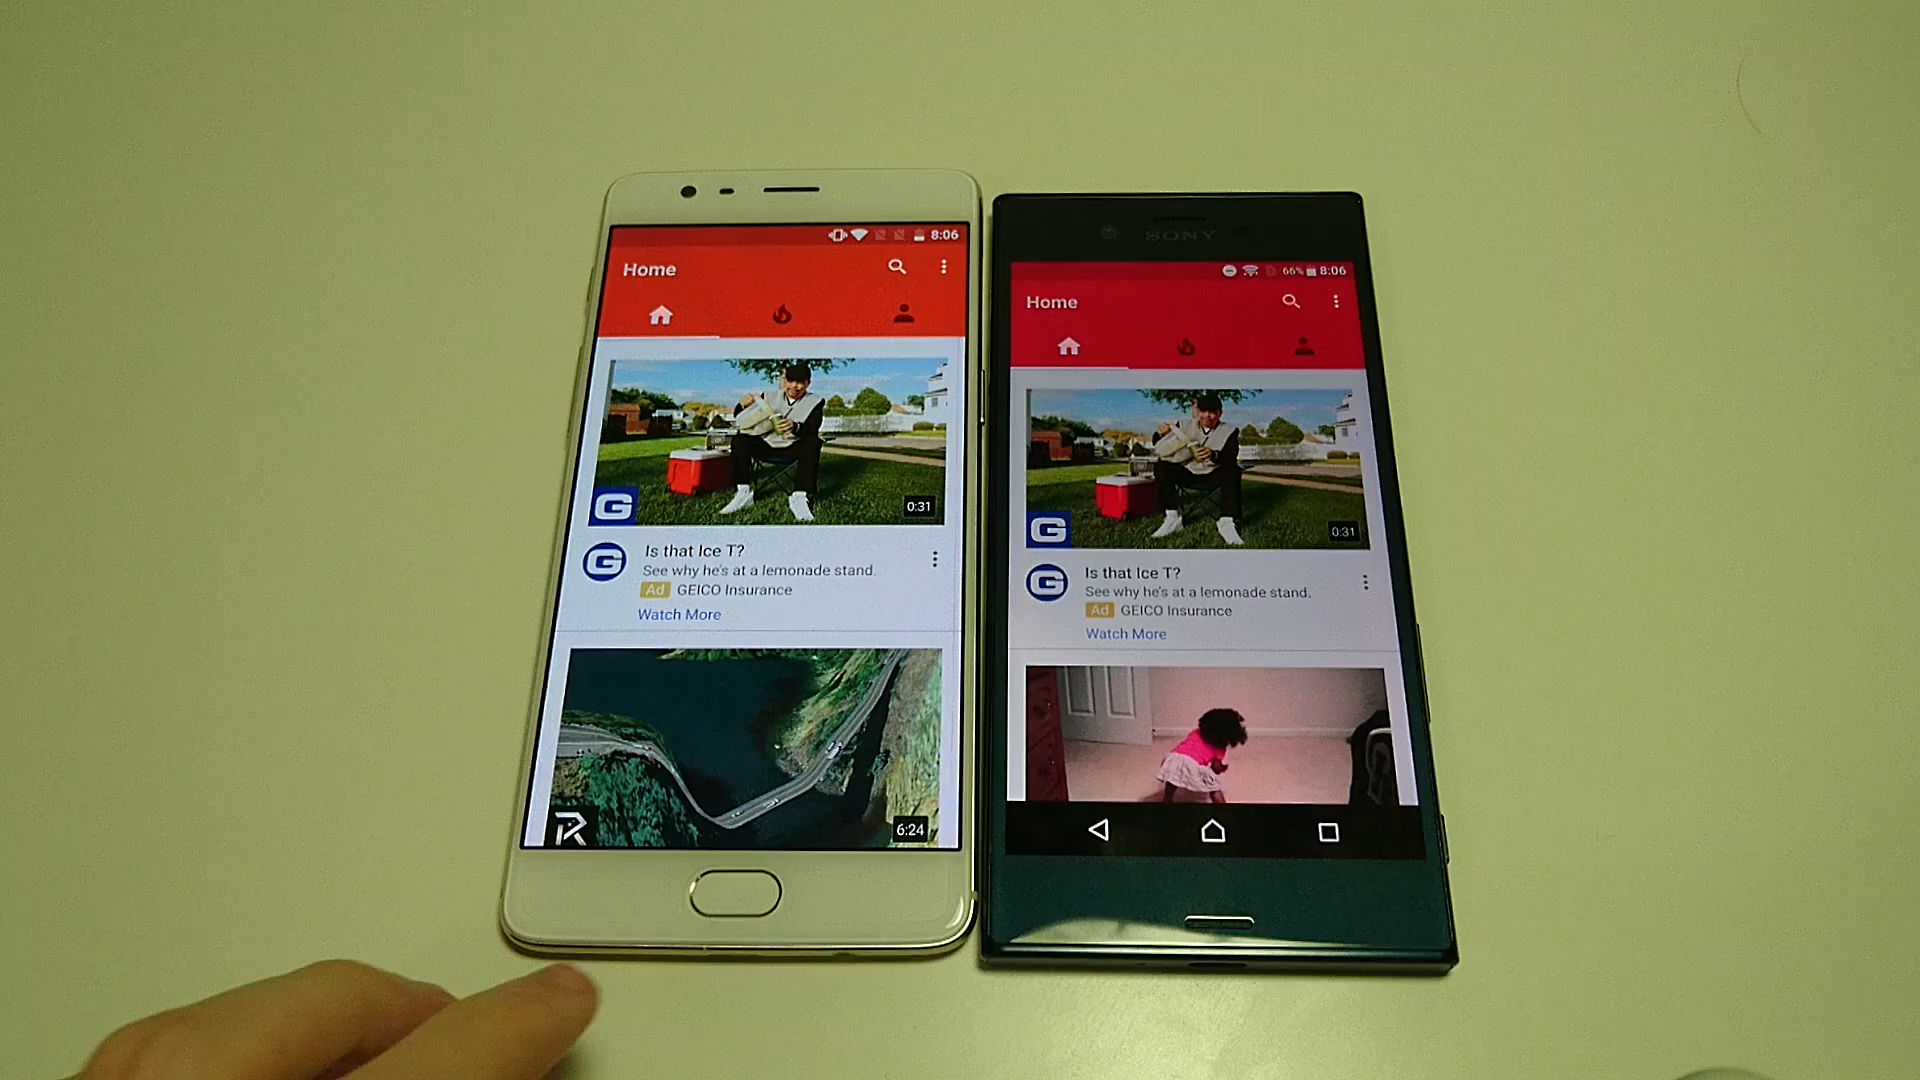 8:06
Home
G
0:31
G
Is that Ice T?
See why he's at a lemonade stand.
Ad GEICO Insurance
Watch More
R
6:24
SONY
66% 8:06
Home
G
0:31
G
Is that Ice T?
See why he's at a lemonade stand.
Ad GEICO Insurance
Watch More